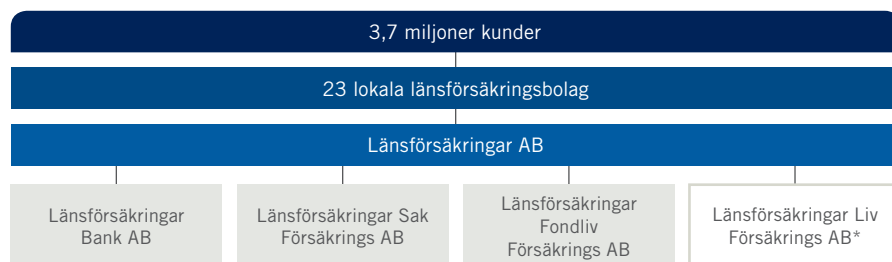 3,7 miljoner kunder
23 lokala länsförsäkringsbolag
Länsförsäkringar AB
Länsförsäkringar
Bank AB
Länsförsäkringar Sak
Försäkrings AB
Länsförsäkringar
Fondliv
Försäkrings AB
Länsförsäkringar Liv
Försäkrings AB*